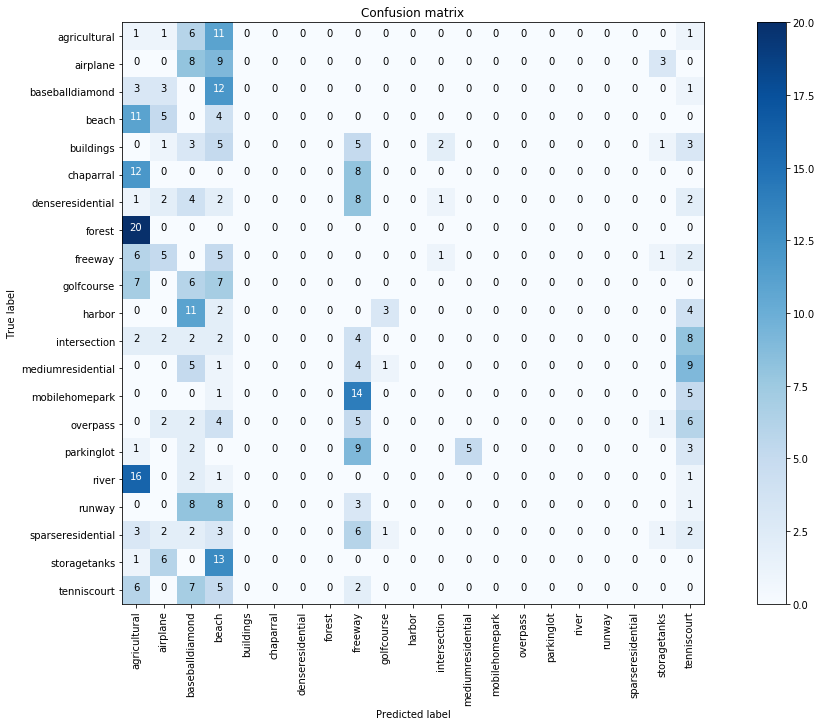 Confusion matrix
True label
agricultural 1 1 6 11 0 0 0 0 0 0 0 0 0 0 0 0 0 0 0 0 1
airplane 0 0 8 9 0 0 0 0 0 0 0 0 0 0 0 0 0 0 0 3 0
baseballdiamond 3 3 0 12 0 0 0 0 0 0 0 0 0 0 0 0 0 0 0 0 1
beach 11 5 0 4 0 0 0 0 0 0 0 0 0 0 0 0 0 0 0 0 0
buildings 0 1 3 5 0 0 0 0 5 0 0 2 0 0 0 0 0 0 0 1 3
chaparral 12 0 0 0 0 0 0 0 8 0 0 0 0 0 0 0 0 0 0 0 0
denseresidential 1 2 4 2 0 0 0 0 8 0 0 1 0 0 0 0 0 0 0 0 2
forest 20 0 0 0 0 0 0 0 0 0 0 0 0 0 0 0 0 0 0 0 0
freeway 6 5 0 5 0 0 0 0 0 0 0 1 0 0 0 0 0 0 0 1 2
golfcourse 7 0 6 7 0 0 0 0 0 0 0 0 0 0 0 0 0 0 0 0 0
harbor 0 0 11 2 0 0 0 0 0 3 0 0 0 0 0 0 0 0 0 0 4
intersection 2 2 2 2 0 0 0 0 4 0 0 0 0 0 0 0 0 0 0 0 8
mediumresidential 0 0 5 1 0 0 0 0 4 1 0 0 0 0 0 0 0 0 0 0 9
mobilehomepark 0 0 0 1 0 0 0 0 14 0 0 0 0 0 0 0 0 0 0 0 5
overpass 0 2 2 4 0 0 0 0 5 0 0 0 0 0 0 0 0 0 0 1 6
parkinglot 1 0 2 0 0 0 0 0 9 0 0 0 5 0 0 0 0 0 0 0 3
river 16 0 2 1 0 0 0 0 0 0 0 0 0 0 0 0 0 0 0 0 1
runway 0 0 8 8 0 0 0 0 3 0 0 0 0 0 0 0 0 0 0 0 1
sparseresidential 3 2 2 3 0 0 0 0 6 1 0 0 0 0 0 0 0 0 0 1 2
storagetanks 1 6 0 13 0 0 0 0 0 0 0 0 0 0 0 0 0 0 0 0 0
tenniscourt 6 0 7 5 0 0 0 0 2 0 0 0 0 0 0 0 0 0 0 0 0
agricultural
airplane
baseballdiamond
beach
buildings
chaparral
denseresidential
forest
freeway
golfcourse
harbor
intersection
mediumresidential
mobilehomepark
overpass
parkinglot
river
runway
sparseresidential
storagetanks
tenniscourt
Predicted label
20.0
17.5
15.0
12.5
10.0
7.5
5.0
2.5
0.0